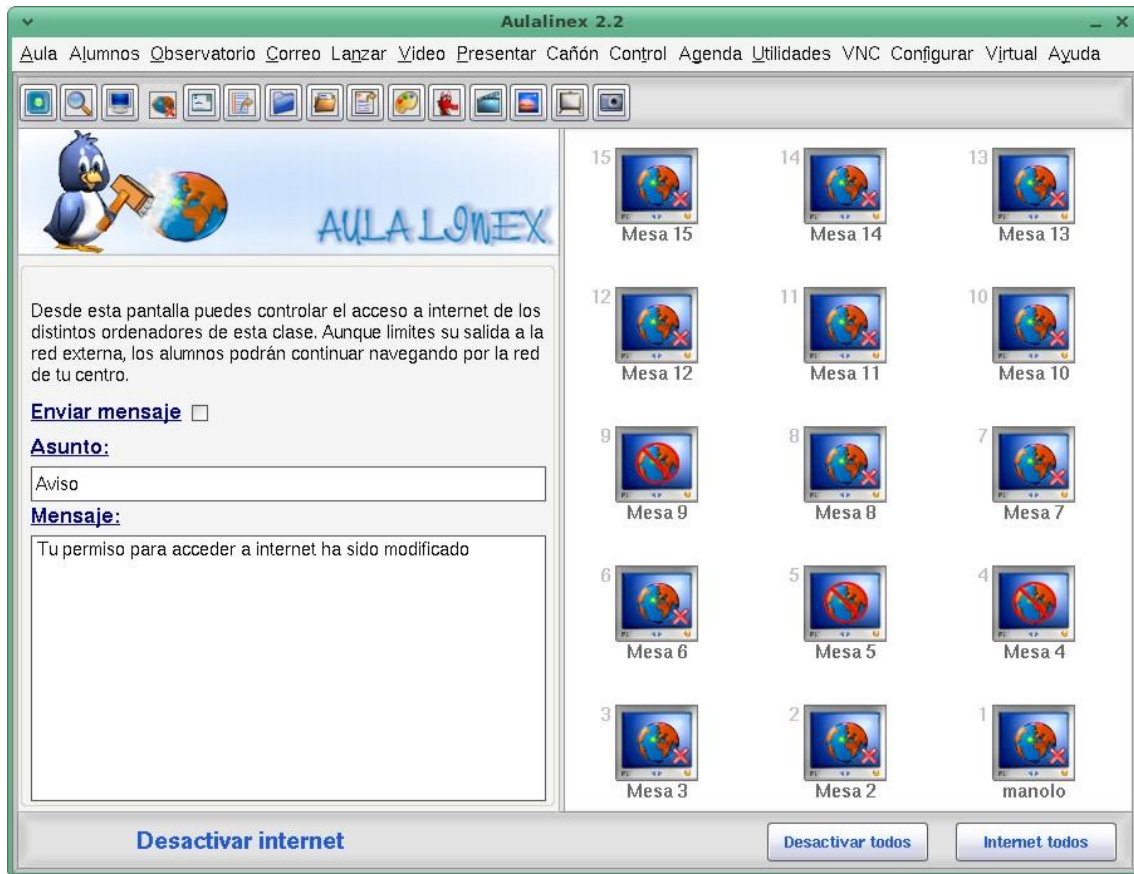 Aulalinex 2.2
Aula Alumnos Observatorio Correo Lanzar Video Presentar Cañón Control Agenda Utilidades VNC Configurar Virtual Ayuda
AULA LINEX
Desde esta pantalla puedes controlar el acceso a internet de los
distintos ordenadores de esta clase. Aunque limites su salida a la
red externa, los alumnos podrán continuar navegando por la red
de tu centro.
Enviar mensaje
Asunto:
Aviso
Mensaje:
Tu permiso para acceder a internet ha sido modificado
15 14 13
Mesa 15 Mesa 14 Mesa 13
12 11 10
Mesa 12 Mesa 11 Mesa 10
9 8 7
Mesa 9 Mesa 8 Mesa 7
6 5 4
Mesa 6 Mesa 5 Mesa 4
3 2 1
Mesa 3 Mesa 2 manolo
Desactivar internet
Desactivar todos
Internet todos